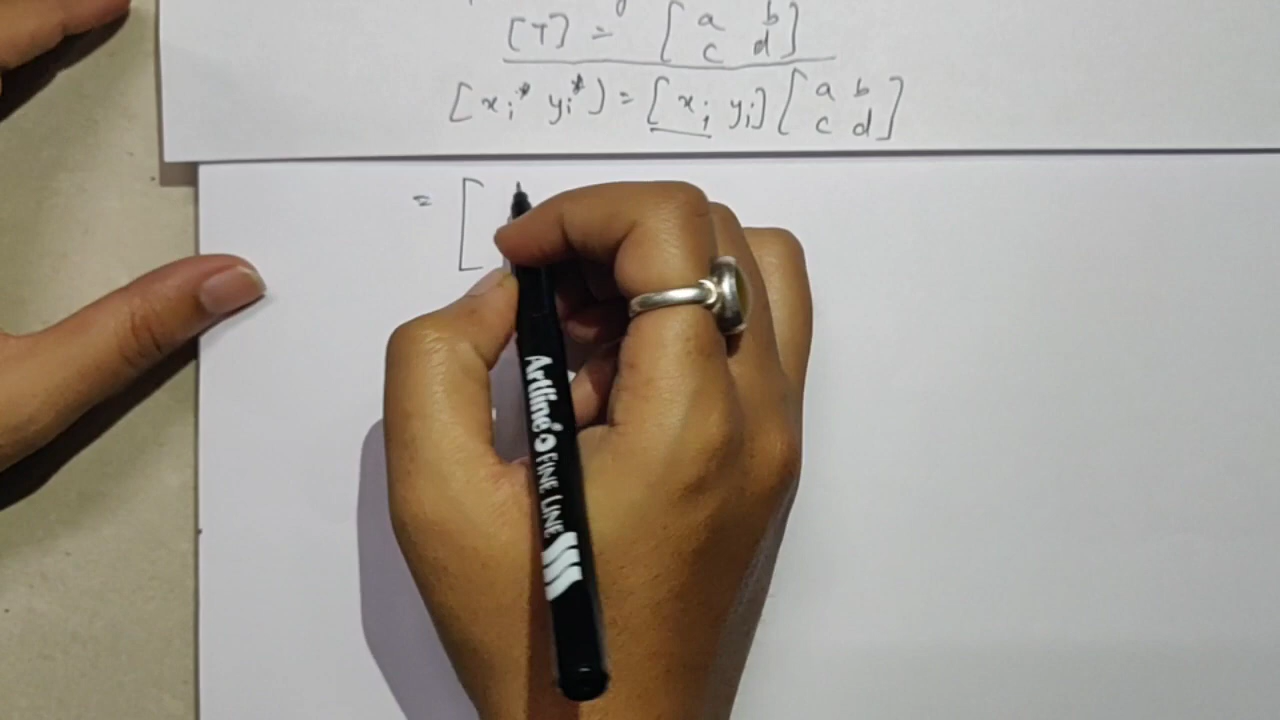 [T] = [a b
c d]
[xi* yi*) = [xi yi] [a b
c d]
= [
Artline FINE LINE